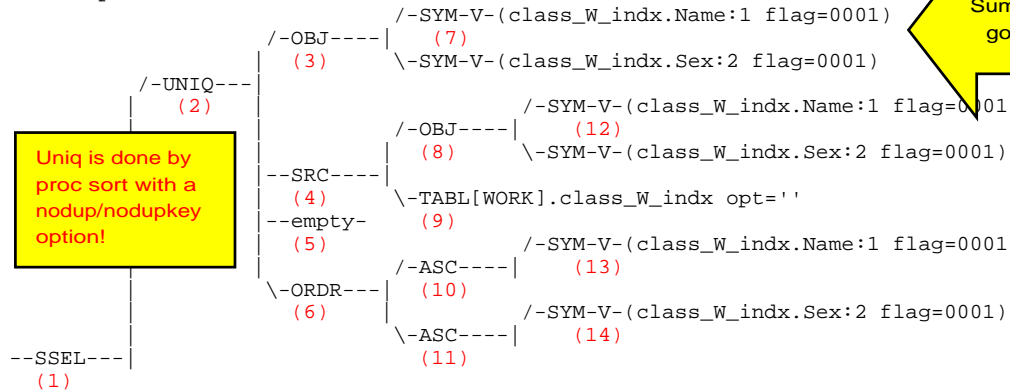 Sum
go
/-SYM-V-(class_W_indx.Name:1 flag=0001)
/-OBJ----| (7)
(3) \-SYM-V-(class_W_indx.Sex:2 flag=0001)
/-UNIQ---|
(2) /-SYM-V-(class_W_indx.Name:1 flag=0001
/-OBJ----| (12)
(8) \-SYM-V-(class_W_indx.Sex:2 flag=0001)
Uniq is done by
proc sort with a
nodup/nodupkey
option!
--SRC----|
(4) \-TABL[WORK].class_W_indx opt=''
--empty- (9)
(5) /-SYM-V-(class_W_indx.Name:1 flag=0001
/-ASC----| (13)
\-ORDR---| (10)
(6) /-SYM-V-(class_W_indx.Sex:2 flag=0001)
\-ASC----| (14)
--SSEL---| (11)
(1)